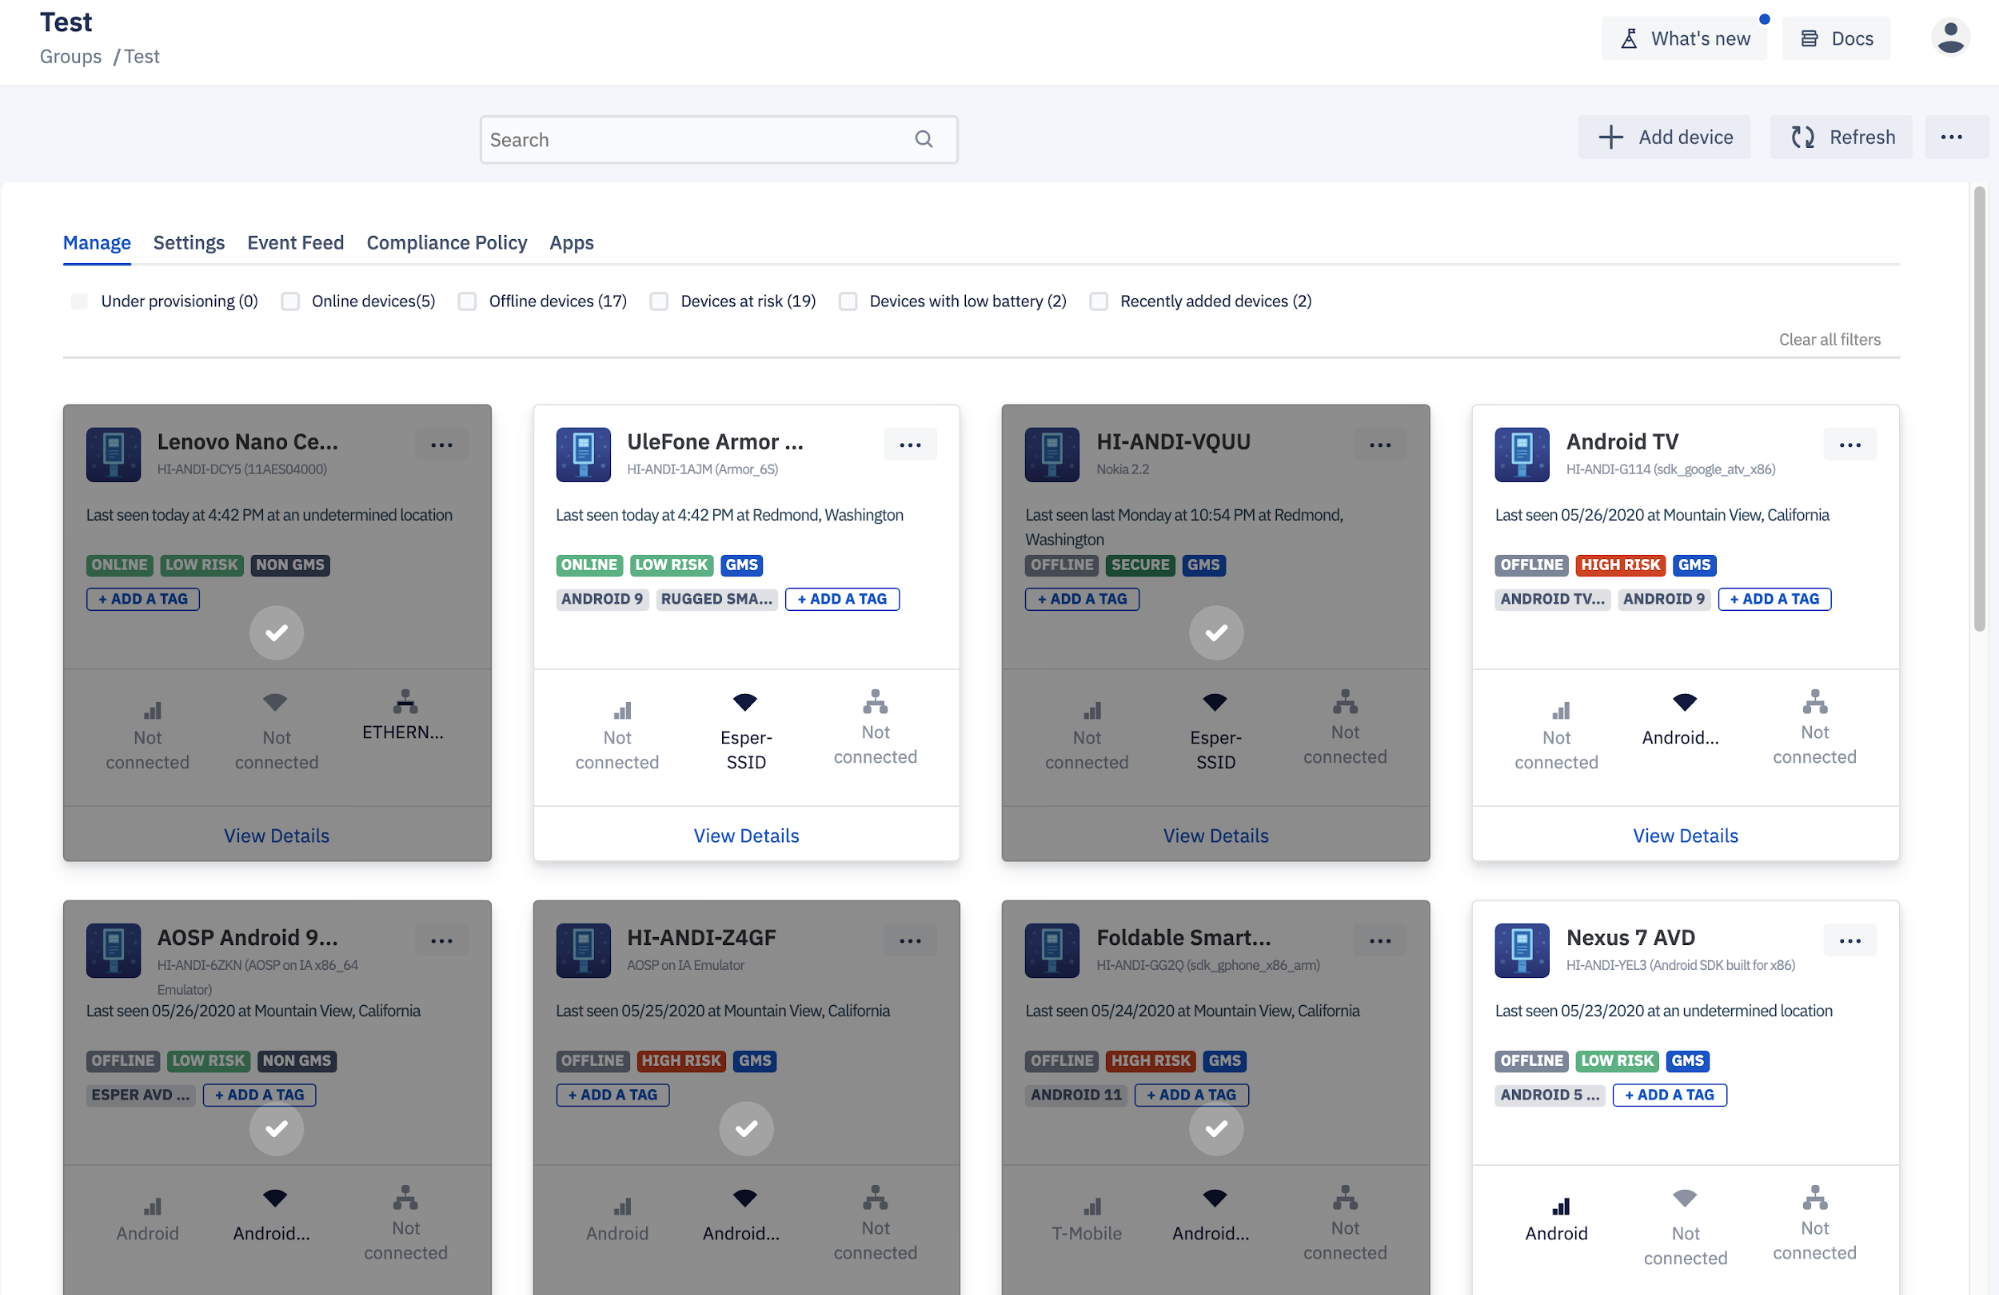 Test
Groups / Test
What's new
Docs
Search
Add device
Refresh
Manage Settings Event Feed Compliance Policy Apps
Under provisioning (0) Online devices(5) Offline devices (17) Devices at risk (19) Devices with low battery (2) Recently added devices (2)
Clear all filters
Lenovo Nano Ce...
HI-ANDI-DCY5 (11AES04000)
Last seen today at 4:42 PM at an undetermined location
ONLINE LOW RISK NON GMS
+ ADD A TAG
Not connected
Not connected
ETHERN...
View Details
UleFone Armor ...
HI-ANDI-1AJM (Armor_6S)
Last seen today at 4:42 PM at Redmond, Washington
ONLINE LOW RISK GMS
ANDROID 9 RUGGED SMA... + ADD A TAG
Not connected
Esper-SSID
Not connected
View Details
HI-ANDI-VQUU
Nokia 2.2
Last seen last Monday at 10:54 PM at Redmond,
Washington
OFFLINE SECURE GMS
+ ADD A TAG
Not connected
Esper-SSID
Not connected
View Details
Android TV
HI-ANDI-G114 (sdk_google_atv_x86)
Last seen 05/26/2020 at Mountain View, California
OFFLINE HIGH RISK GMS
ANDROID TV... ANDROID 9 + ADD A TAG
Not connected
Android...
Not connected
View Details
AOSP Android 9...
HI-ANDI-6ZKN (AOSP on IA x86_64
Emulator)
Last seen 05/26/2020 at Mountain View, California
OFFLINE LOW RISK NON GMS
ESPER AVD ... + ADD A TAG
Android
Android...
Not connected
HI-ANDI-Z4GF
AOSP on IA Emulator
Last seen 05/25/2020 at Mountain View, California
OFFLINE HIGH RISK GMS
+ ADD A TAG
Android
Android...
Not connected
Foldable Smart...
HI-ANDI-GG2Q (sdk_gphone_x86_arm)
Last seen 05/24/2020 at Mountain View, California
OFFLINE HIGH RISK GMS
ANDROID 11 + ADD A TAG
T-Mobile
Android...
Not connected
Nexus 7 AVD
HI-ANDI-YEL3 (Android SDK built for x86)
Last seen 05/23/2020 at an undetermined location
OFFLINE LOW RISK GMS
ANDROID 5 ... + ADD A TAG
Android
Not connected
Not connected